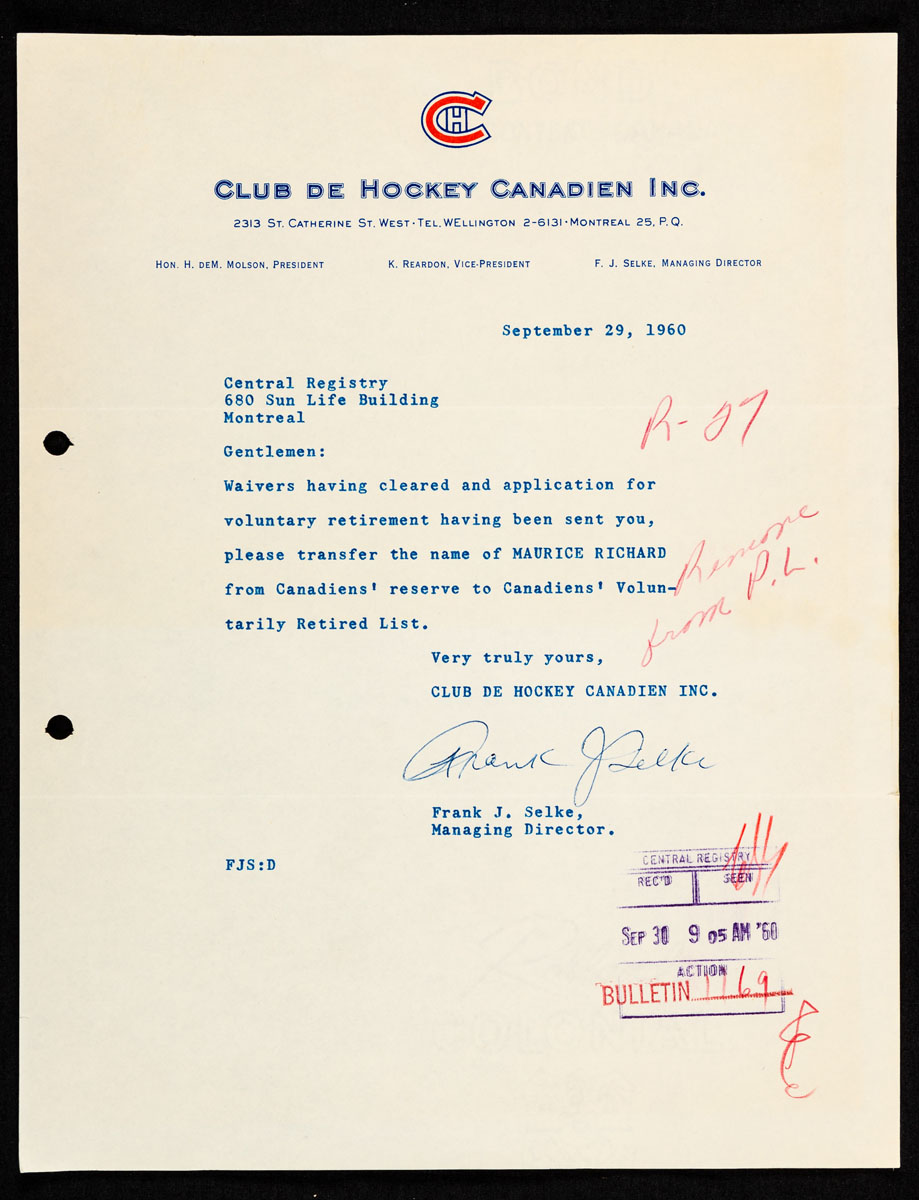 CH
CLUB DE HOCKEY CANADIEN INC.
2313 ST. CATHERINE ST. WEST · TEL. WELLINGTON 2-6131 · MONTREAL 25, P.Q.
HON. H. DEM. MOLSON, PRESIDENT K. REARDON, VICE-PRESIDENT F. J. SELKE, MANAGING DIRECTOR
September 29, 1960
Central Registry
680 Sun Life Building
Montreal
R-27
Gentlemen:
Waivers having cleared and application for
voluntary retirement having been sent you,
please transfer the name of MAURICE RICHARD
from Canadiens' reserve to Canadiens' Volun-
tarily Retired List.
Remove
from P.L.
Very truly yours,
CLUB DE HOCKEY CANADIEN INC.
Frank J Selke
Frank J. Selke,
Managing Director.
FJS:D
CENTRAL REGISTRY
REC'D SEEN
SEP 30 9 05 AM '60
ACTION
BULLETIN 1169